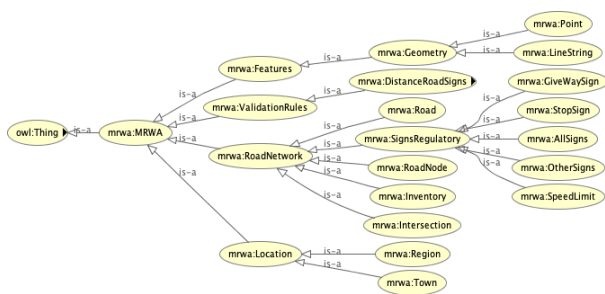 owl:Thing
is-a
mrwa:MRWA
is-a
mrwa:Features
is-a
mrwa:Geometry
is-a
mrwa:Point
is-a
mrwa:LineString
is-a
mrwa:ValidationRules
is-a
mrwa:DistanceRoadSigns
is-a
mrwa:RoadNetwork
is-a
mrwa:Road
is-a
mrwa:SignsRegulatory
is-a
mrwa:GiveWaySign
is-a
mrwa:StopSign
is-a
mrwa:AllSigns
is-a
mrwa:OtherSigns
is-a
mrwa:SpeedLimit
is-a
mrwa:RoadNode
is-a
mrwa:Inventory
is-a
mrwa:Intersection
is-a
mrwa:Location
is-a
mrwa:Region
is-a
mrwa:Town